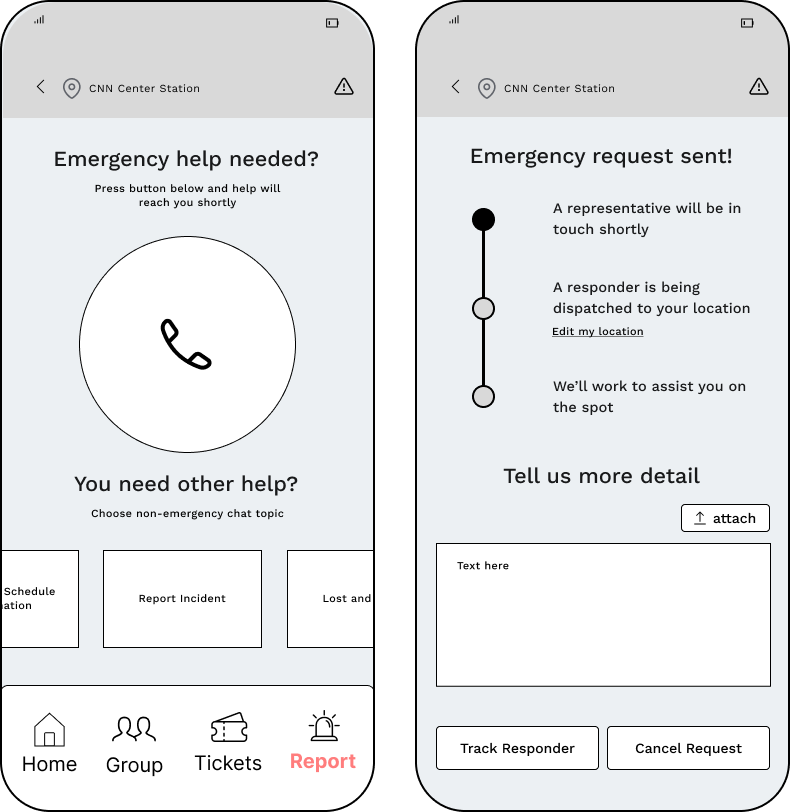 CNN Center Station
Emergency help needed?
Press button below and help will
reach you shortly
You need other help?
Choose non-emergency chat topic
Schedule
Report Incident
Lost and
Home
Group
Tickets
Report
CNN Center Station
Emergency request sent!
A representative will be in
touch shortly
A responder is being
dispatched to your location
Edit my location
We’ll work to assist you on
the spot
Tell us more detail
attach
Text here
Track Responder
Cancel Request